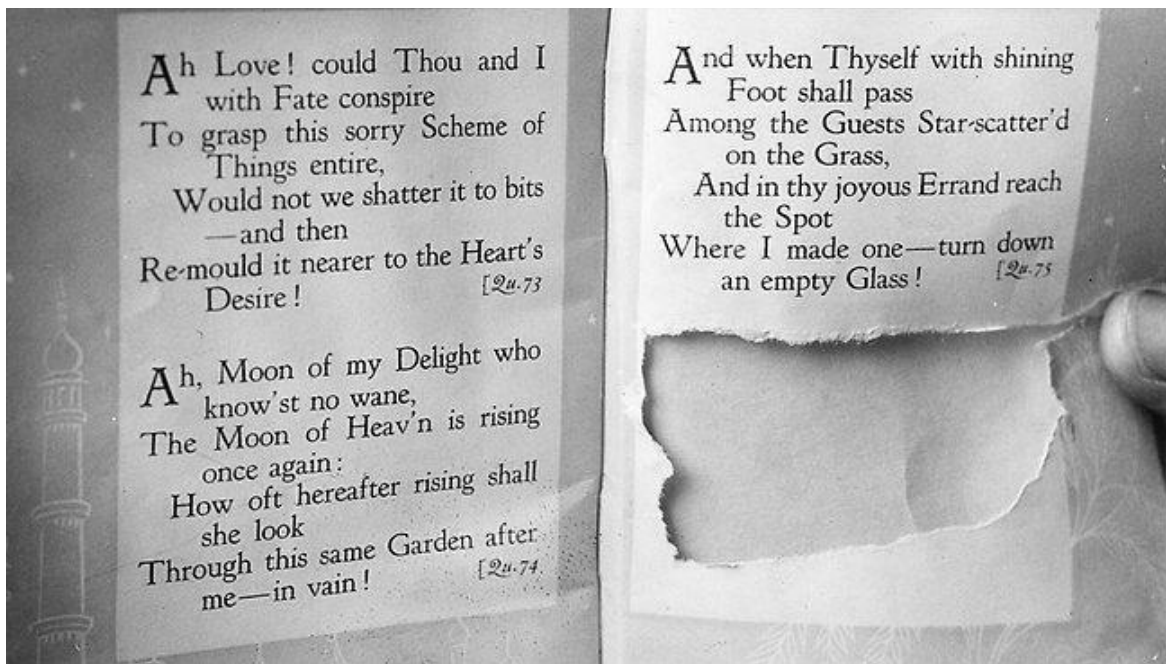 Ah Love! could Thou and I
with Fate conspire
To grasp this sorry Scheme of
Things entire,
Would not we shatter it to bits
—and then
Re-mould it nearer to the Heart's
Desire! [Qu. 73
Ah, Moon of my Delight who
know'st no wane,
The Moon of Heav'n is rising
once again:
How oft hereafter rising shall
she look
Through this same Garden after
me—in vain! [Qu. 74
And when Thyself with shining
Foot shall pass
Among the Guests Star-scatter'd
on the Grass,
And in thy joyous Errand reach
the Spot
Where I made one—turn down
an empty Glass! [Qu. 75